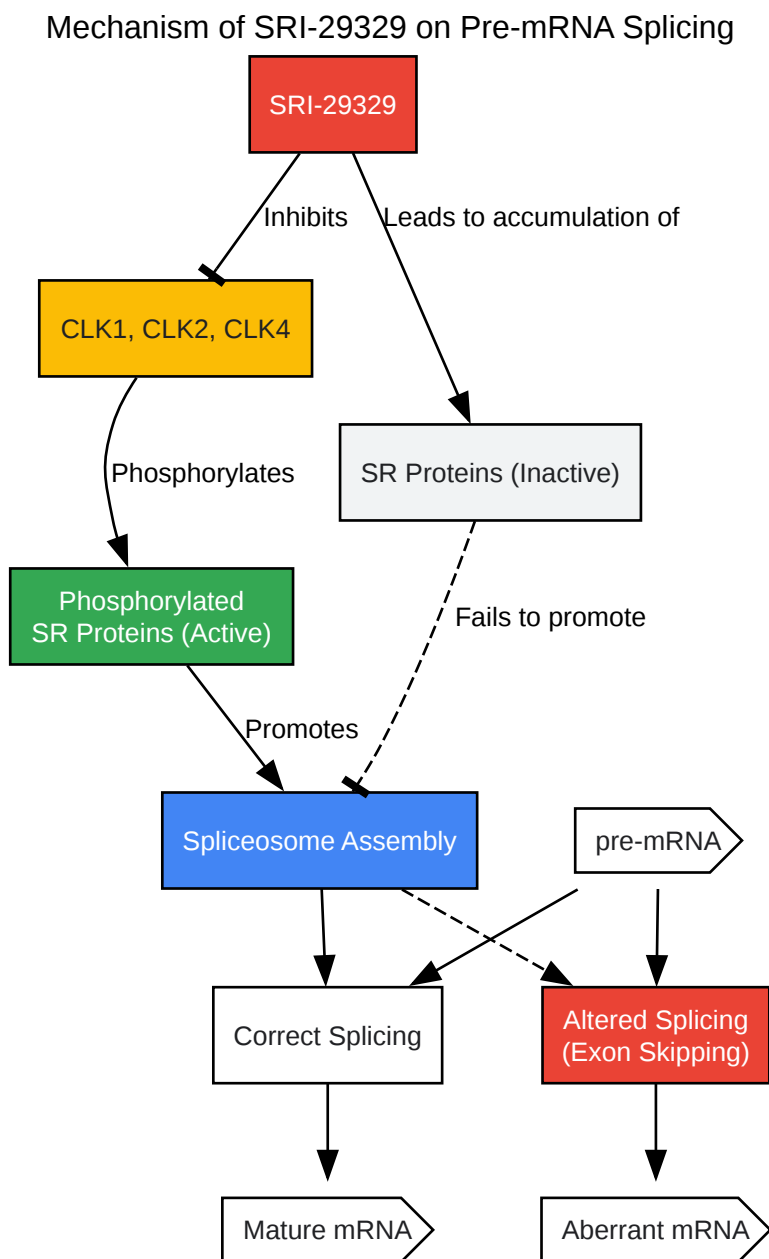 Mechanism of SRI-29329 on Pre-mRNA Splicing
SRI-29329
Inhibits
Leads to accumulation of
CLK1, CLK2, CLK4
Phosphorylates
SR Proteins (Inactive)
Phosphorylated
SR Proteins (Active)
Fails to promote
Promotes
Spliceosome Assembly
pre-mRNA
Correct Splicing
Altered Splicing
(Exon Skipping)
Mature mRNA
Aberrant mRNA